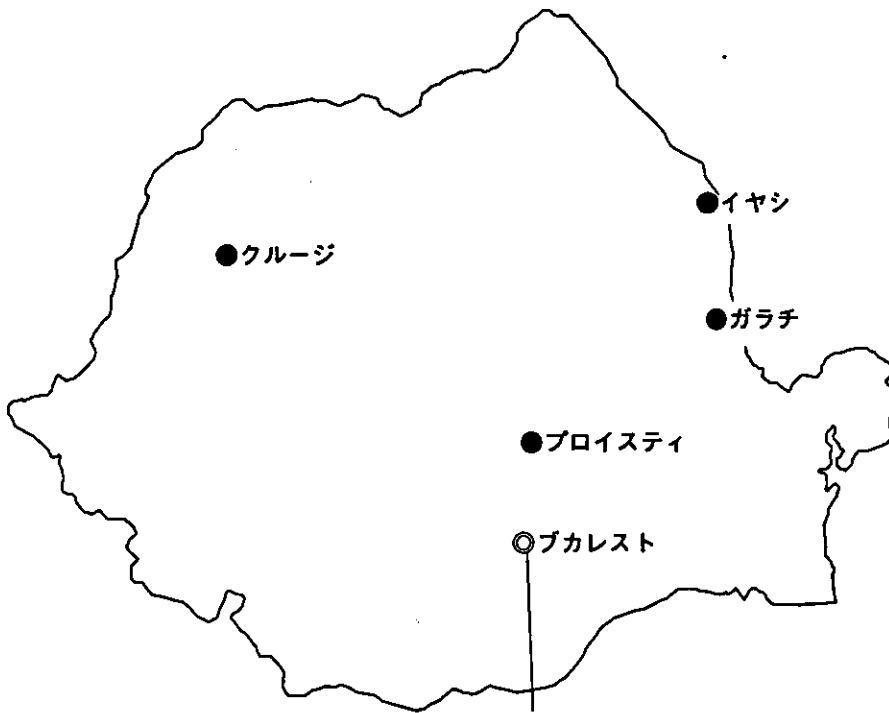 イヤシ
クルージ
ガラチ
プロイスティ
ブカレスト